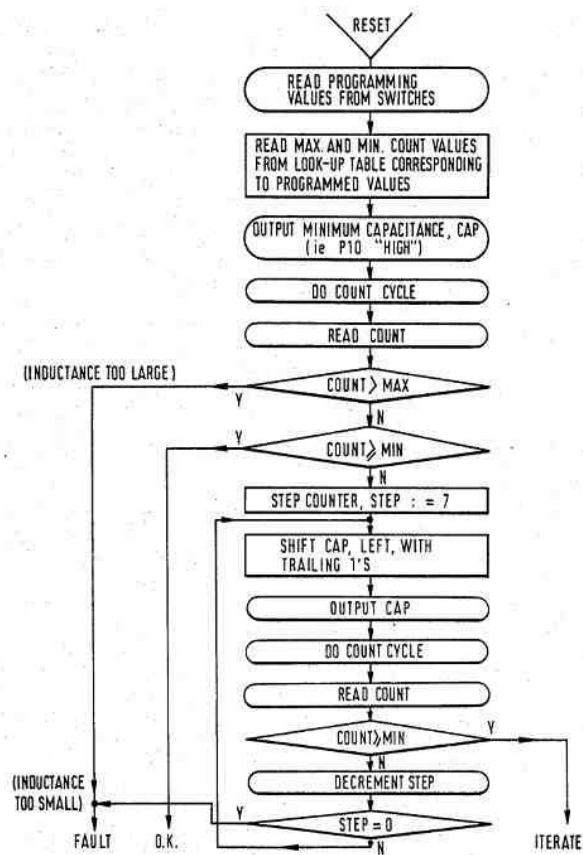 RESET
READ PROGRAMMING
VALUES FROM SWITCHES
READ MAX. AND MIN. COUNT VALUES
FROM LOOK-UP TABLE CORRESPONDING
TO PROGRAMMED VALUES
OUTPUT MINIMUM CAPACITANCE, CAP
(ie P10 "HIGH")
DO COUNT CYCLE
READ COUNT
(INDUCTANCE TOO LARGE)
COUNT > MAX
Y
N
COUNT ⩾ MIN
Y
N
STEP COUNTER, STEP : = 7
SHIFT CAP, LEFT, WITH
TRAILING 1'S
OUTPUT CAP
DO COUNT CYCLE
READ COUNT
COUNT ⩾ MIN
Y
N
DECREMENT STEP
(INDUCTANCE
TOO SMALL)
Y
STEP = 0
N
FAULT
O.K.
ITERATE